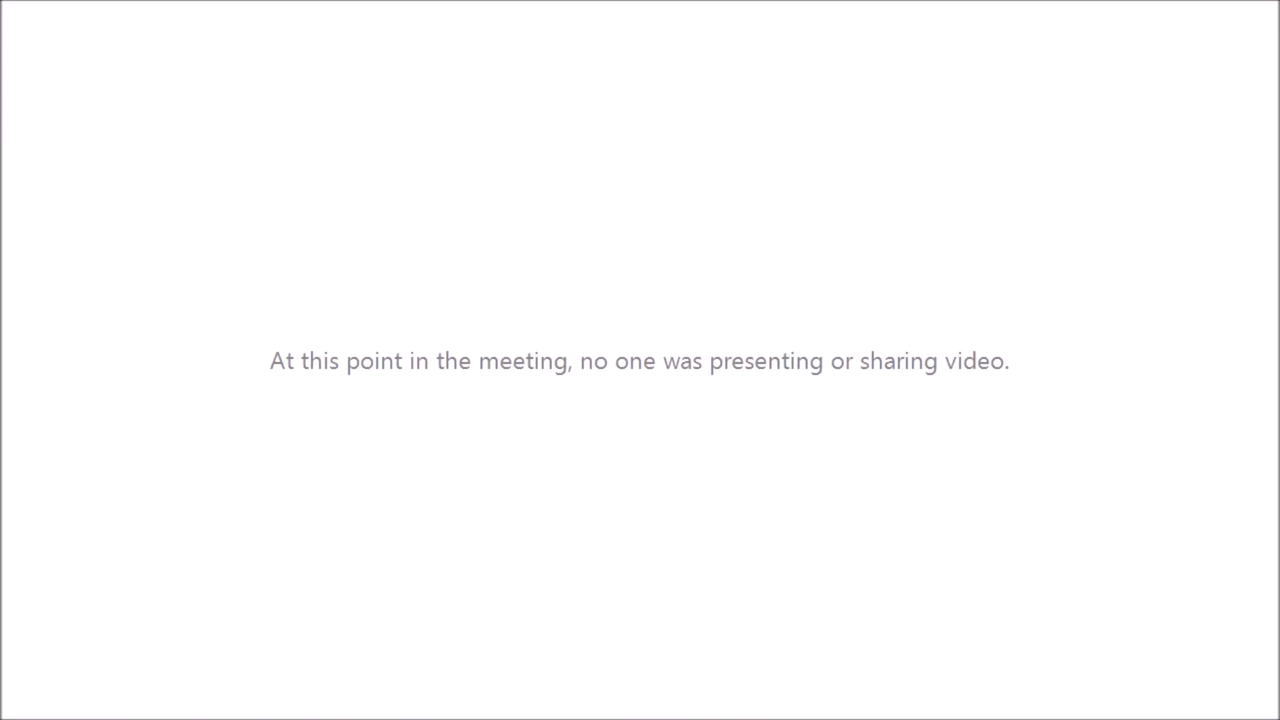 At this point in the meeting, no one was presenting or sharing video.